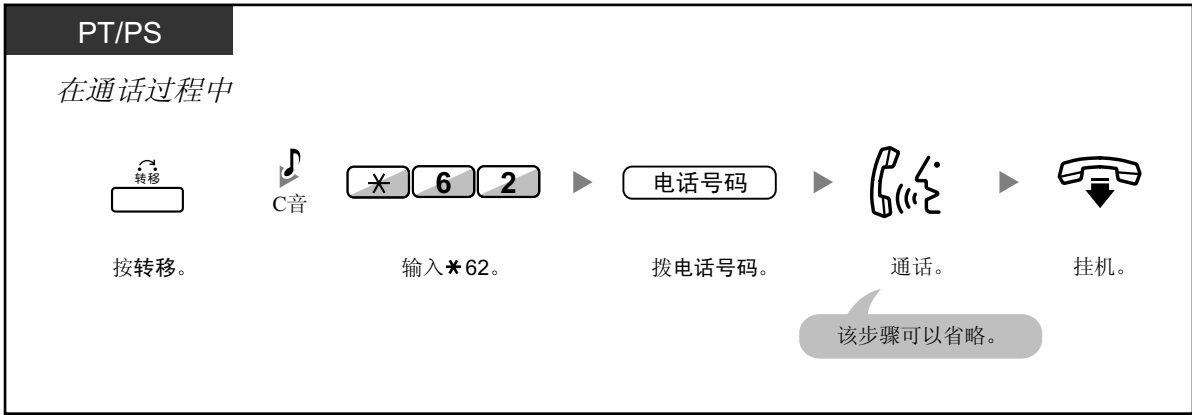 PT/PS
在通话过程中
转移
C音
*62
电话号码
按转移。
输入*62。
拨电话号码。
通话。
挂机。
该步骤可以省略。